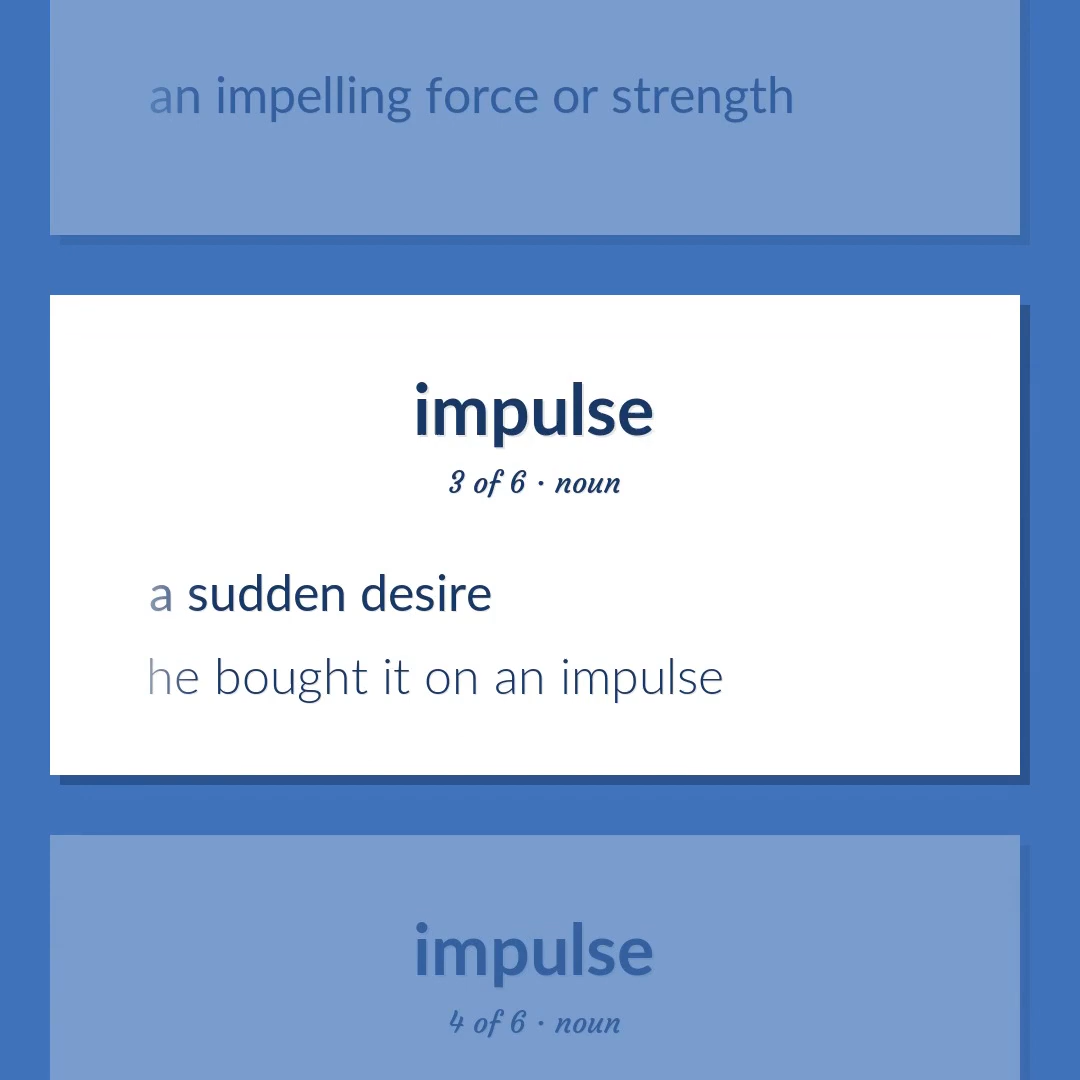 an impelling force or strength
impulse
3 of 6 · noun
a sudden desire
he bought it on an impulse
impulse
4 of 6 · noun